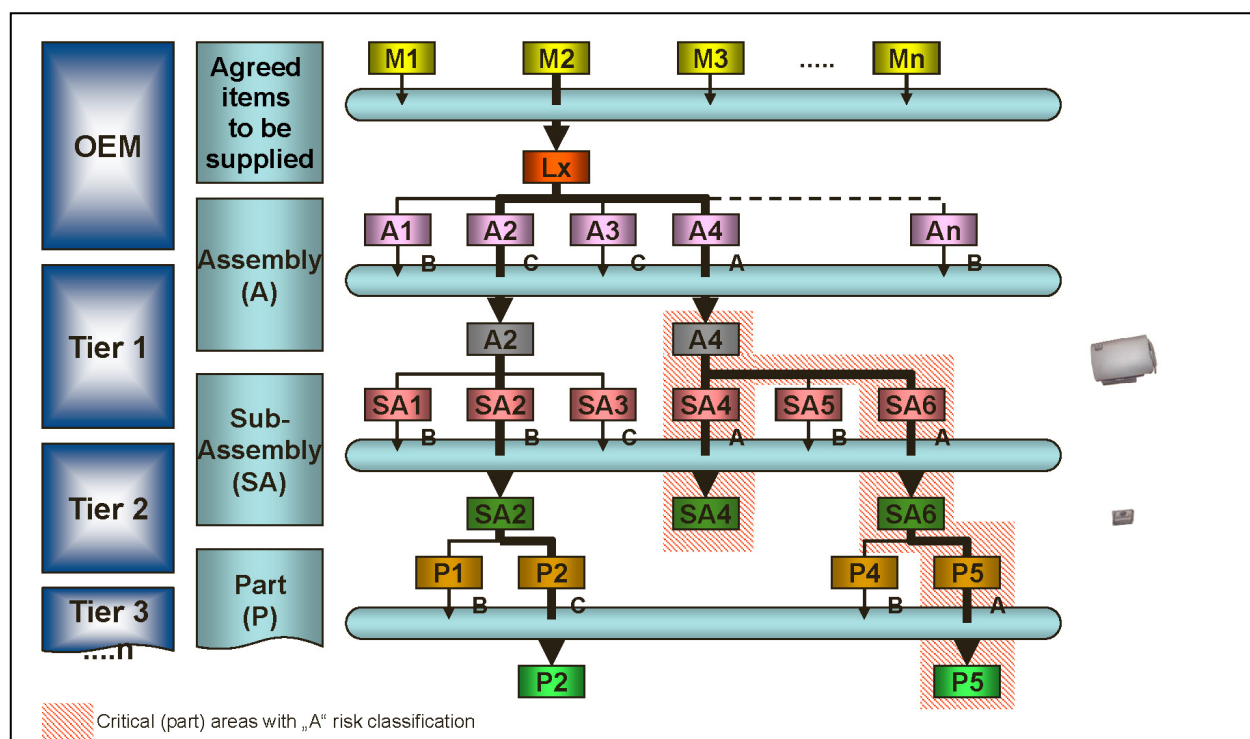 OEM
Tier 1
Tier 2
Tier 3
....n
Agreed
items
to be
supplied
Assembly
(A)
Sub-
Assembly
(SA)
Part
(P)
M1 M2 M3 ..... Mn
Lx
A1 A2 A3 A4 An
B C C A B
A2 A4
SA1 SA2 SA3 SA4 SA5 SA6
B B C A B A
SA2 SA4 SA6
P1 P2 P4 P5
B C B A
P2 P5
Critical (part) areas with „A“ risk classification